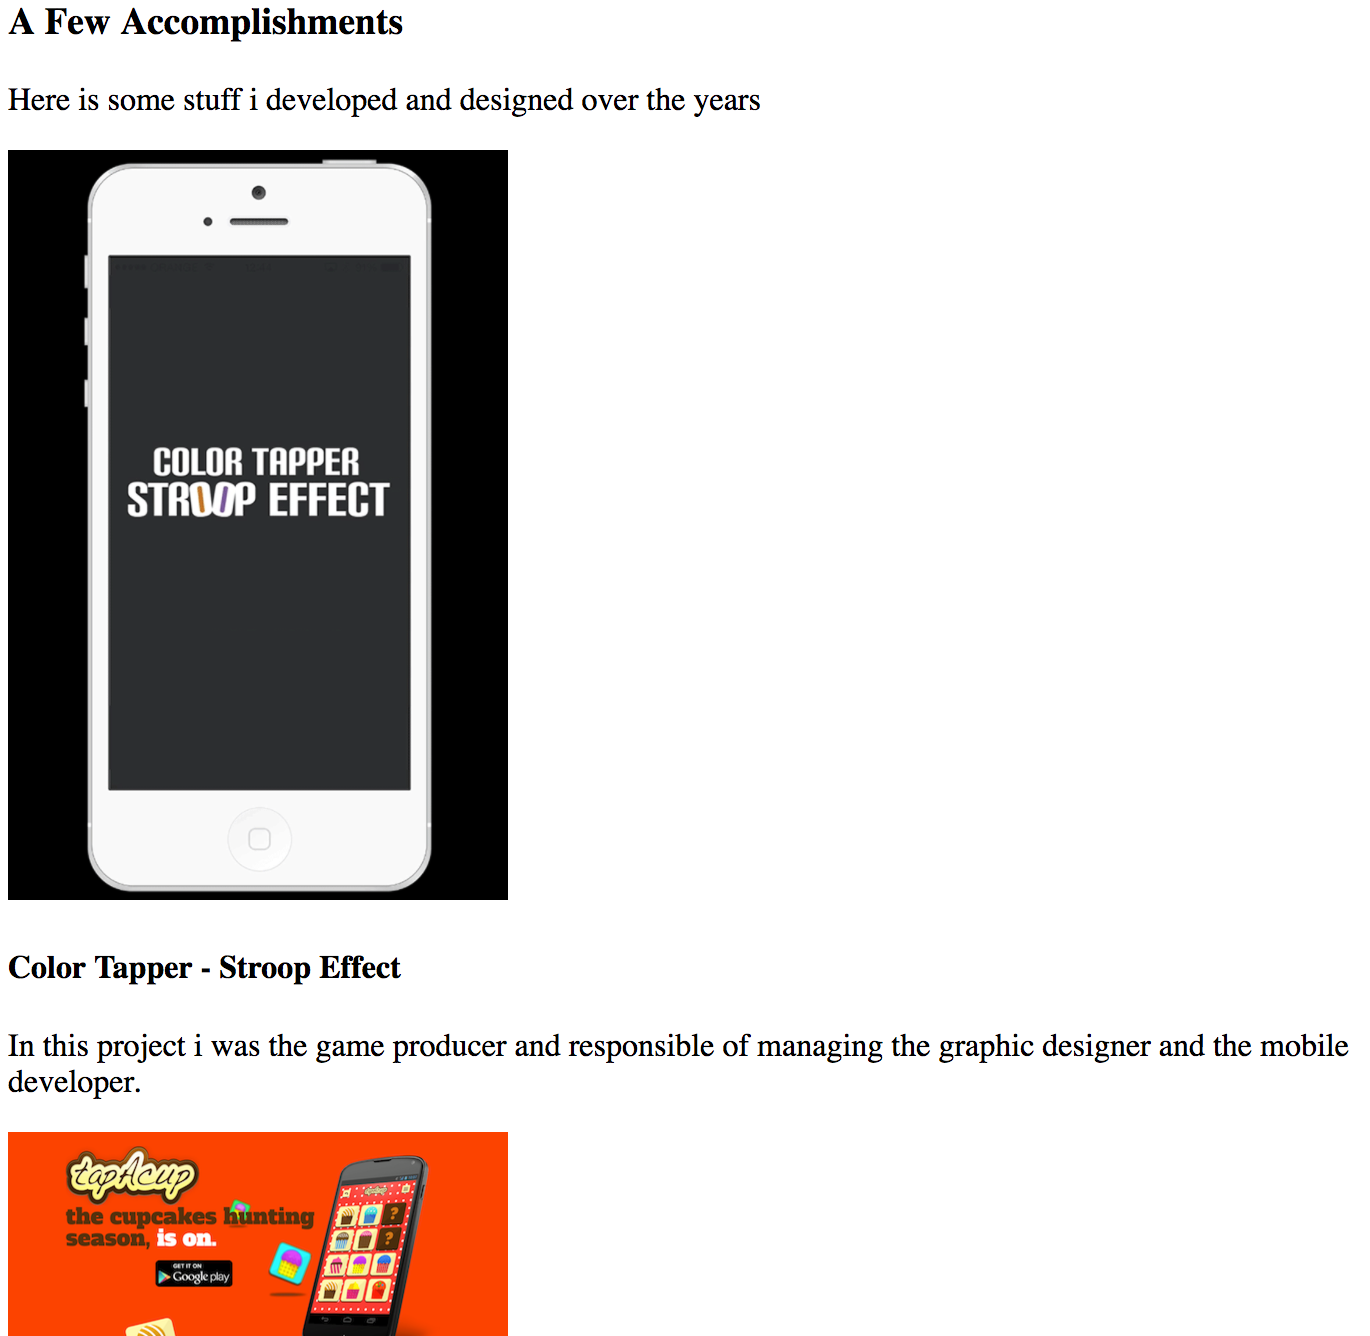 A Few Accomplishments
Here is some stuff i developed and designed over the years
COLOR TAPPER
STROOP EFFECT
Color Tapper - Stroop Effect
In this project i was the game producer and responsible of managing the graphic designer and the mobile
developer.
tapAcup
the cupcakes hunting
season, is on.
GET IT ON
Google play
?
?